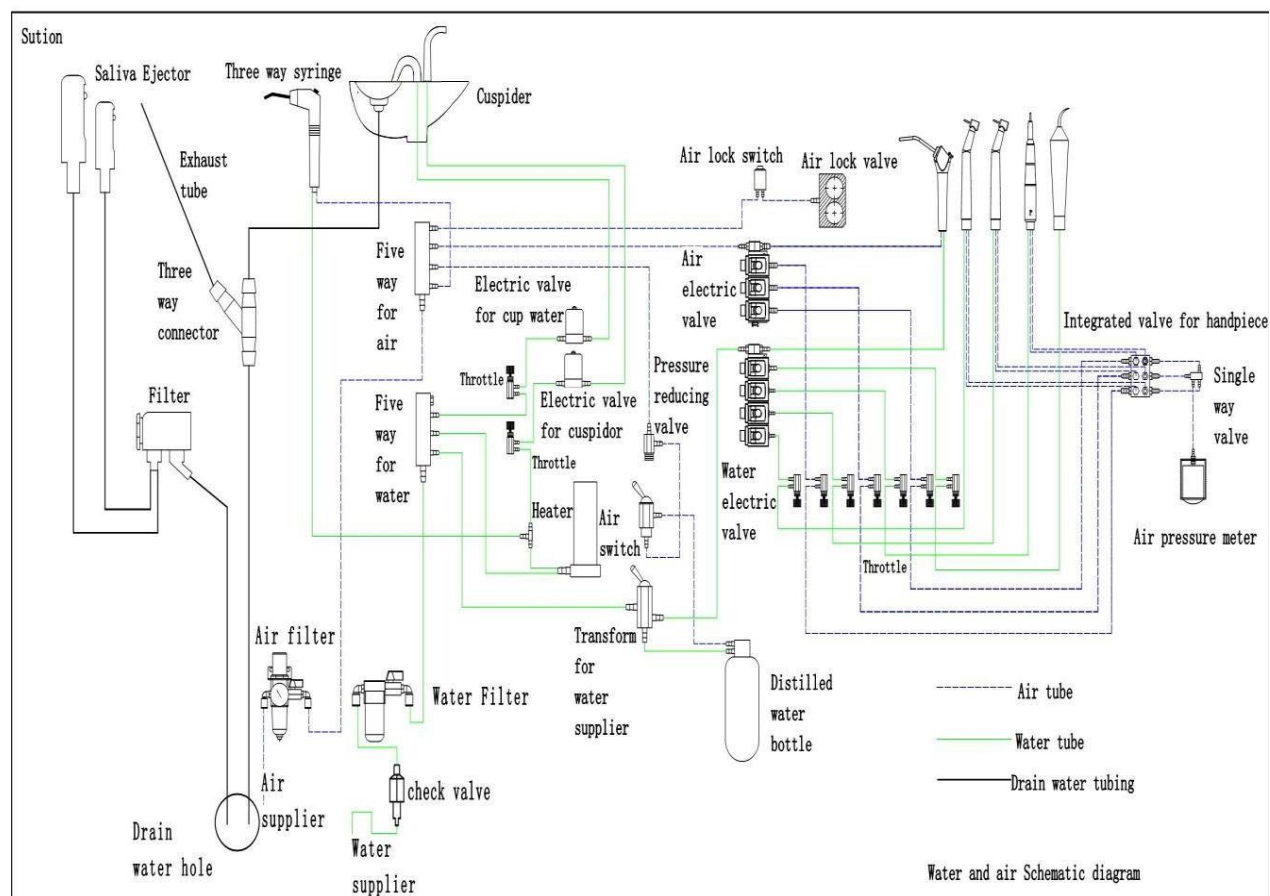 Sution
Saliva Ejector
Three way syringe
Cuspider
Exhaust
tube
Air lock switch
Air lock valve
Three
way
connector
Five
way
for
air
Electric valve
for cup water
Air
electric
valve
Integrated valve for handpiece
Throttle
Pressure
reducing
valve
Single
way
valve
Filter
Five
way
for
water
Electric valve
for cuspidor
Throttle
Water
electric
valve
Heater
Air
switch
Throttle
Air pressure meter
Air filter
Transform
for
water
supplier
Water Filter
Distilled
water
bottle
Air tube
Water tube
Drain water tubing
Air
supplier
check valve
Drain
water hole
Water
supplier
Water and air Schematic diagram